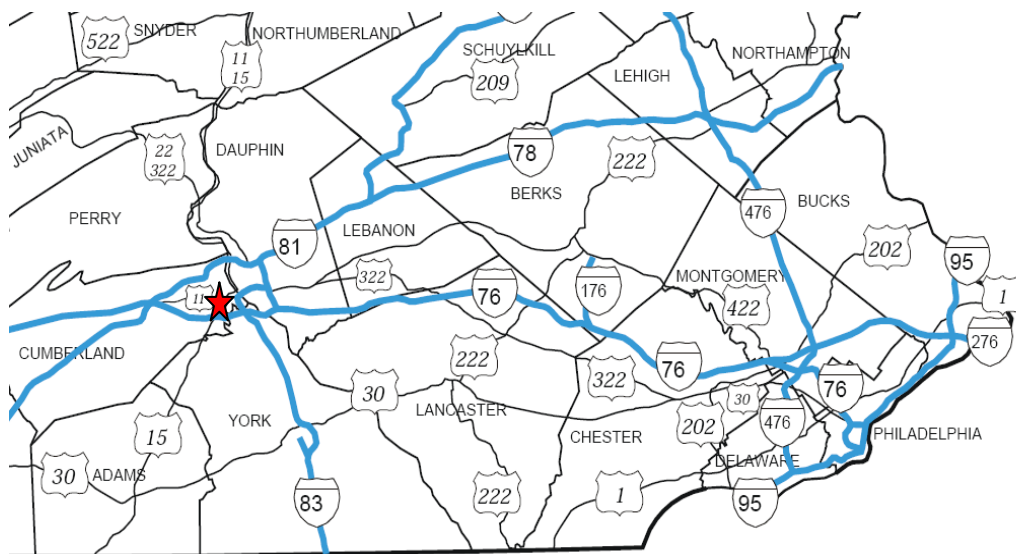 SNYDER
NORTHUMBERLAND
522
11
15
SCHUYLKILL
NORTHAMPTON
209
LEHIGH
JUNIATA
22
322
DAUPHIN
78
222
BERKS
PERRY
476
BUCKS
81
LEBANON
202
95
322
76
176
MONTGOMERY
1
11
422
276
CUMBERLAND
222
322
76
76
30
30
LANCASTER
YORK
15
202
476
PHILADELPHIA
CHESTER
30
ADAMS
DELAWARE
83
222
1
95